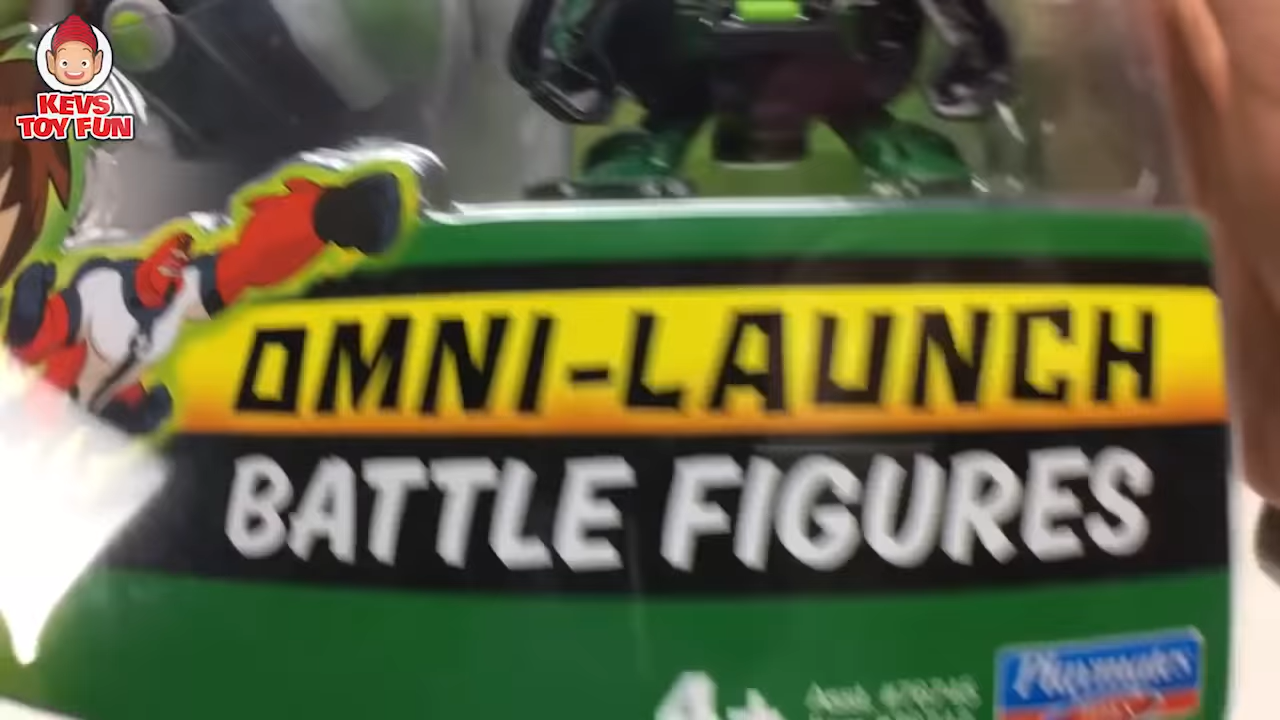 KEVS
TOY FUN
OMNI-LAUNCH
BATTLE FIGURES
4+
Playmates